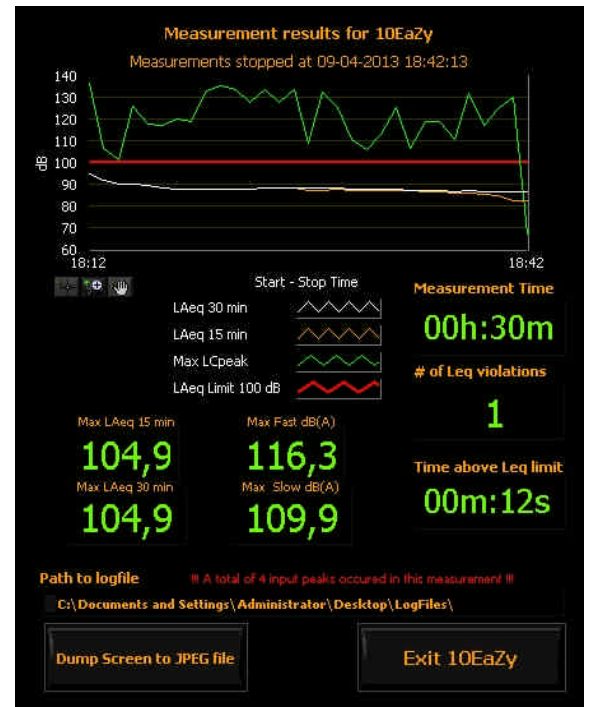 Measurement results for 10EaZy
Measurements stopped at 09-04-2013 18:42:13
140
130
120
110
100
90
80
70
60
dB
18:12
18:42
Start - Stop Time
LAeq 30 min
LAeq 15 min
Max LCpeak
LAeq Limit 100 dB
Measurement Time
00h:30m
# of Leq violations
1
Time above Leq limit
00m:12s
Max LAeq 15 min
104,9
Max Fast dB(A)
116,3
Max LAeq 30 min
104,9
Max Slow dB(A)
109,9
Path to logfile
!!! A total of 4 input peaks occured in this measurement !!!
C:\Documents and Settings\Administrator\Desktop\LogFiles\
Dump Screen to JPEG file
Exit 10EaZy